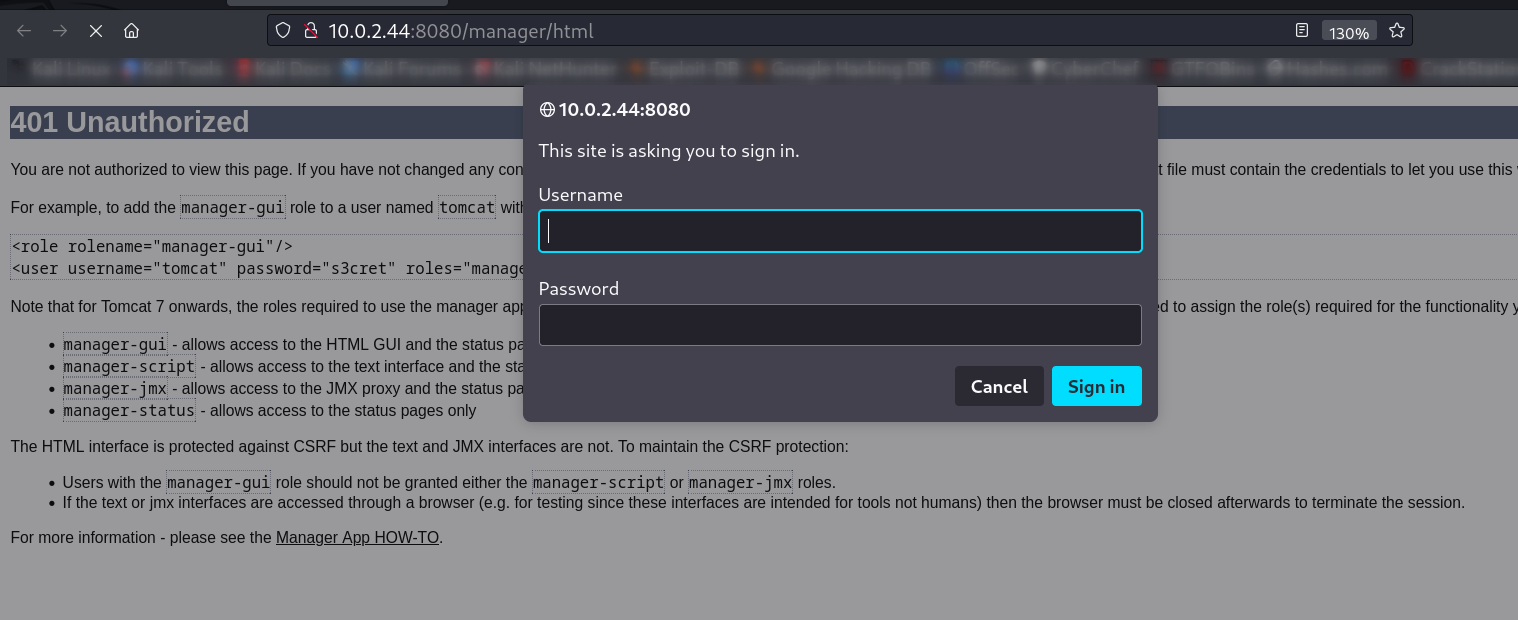 10.0.2.44:8080/manager/html
130%
Kali Linux Kali Tools Kali Docs Kali Forums Kali NetHunter Exploit-DB Google Hacking DB OffSec CyberChef GTFOBins Hashes.com CrackStation
401 Unauthorized
You are not authorized to view this page. If you have not changed any con
t file must contain the credentials to let you use this
For example, to add the manager-gui role to a user named tomcat with
<role rolename="manager-gui"/>
<user username="tomcat" password="s3cret" roles="manage
Note that for Tomcat 7 onwards, the roles required to use the manager app
ed to assign the role(s) required for the functionality y
• manager-gui - allows access to the HTML GUI and the status pa
• manager-script - allows access to the text interface and the sta
• manager-jmx - allows access to the JMX proxy and the status pa
• manager-status - allows access to the status pages only
The HTML interface is protected against CSRF but the text and JMX interfaces are not. To maintain the CSRF protection:
• Users with the manager-gui role should not be granted either the manager-script or manager-jmx roles.
• If the text or jmx interfaces are accessed through a browser (e.g. for testing since these interfaces are intended for tools not humans) then the browser must be closed afterwards to terminate the session.
For more information - please see the Manager App HOW-TO.
10.0.2.44:8080
This site is asking you to sign in.
Username
Password
Cancel
Sign in